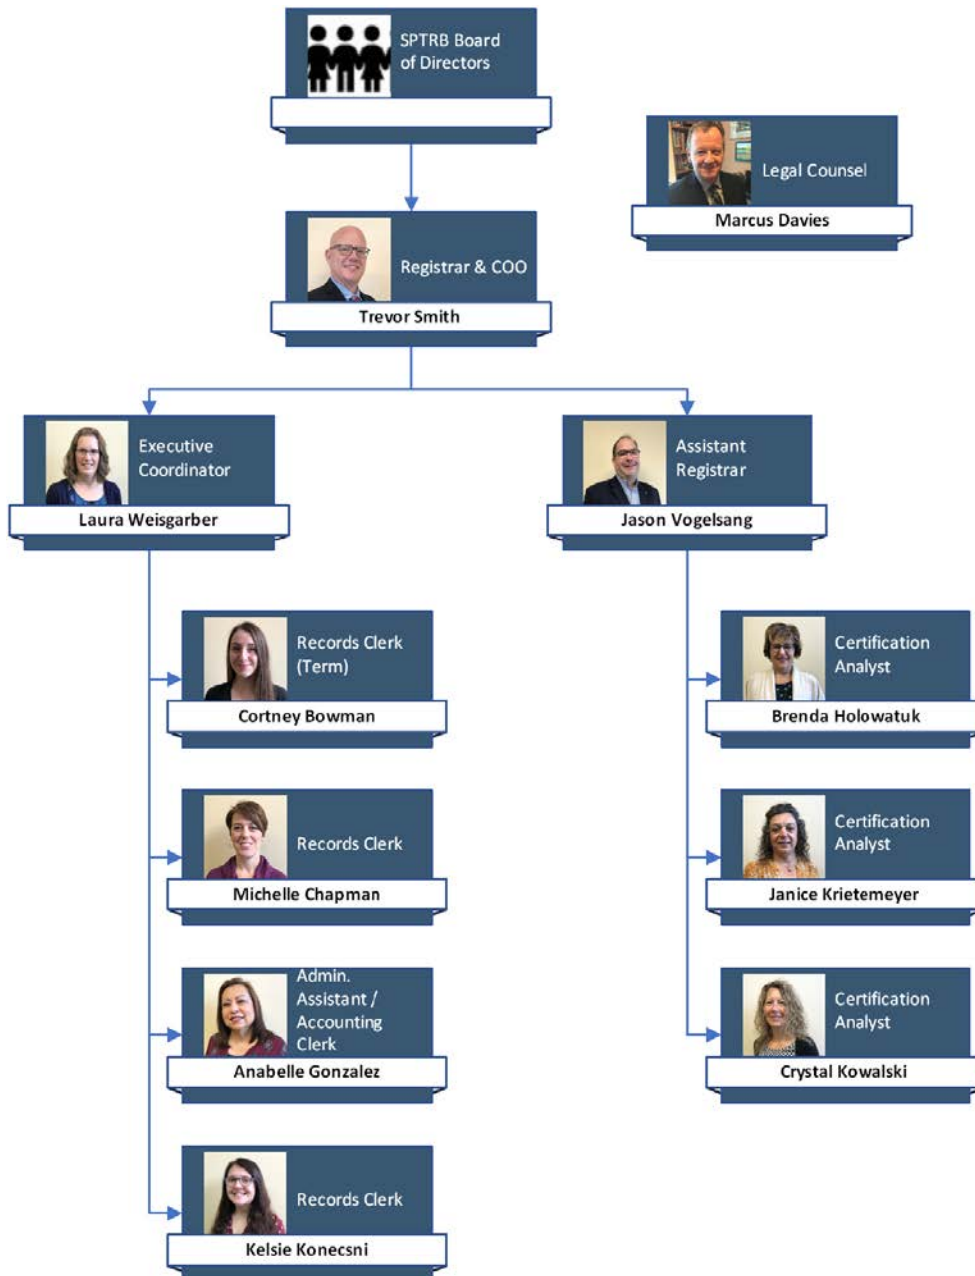 SPTRB Board
of Directors
Legal Counsel
Marcus Davies
Registrar & COO
Trevor Smith
Executive
Coordinator
Laura Weisgarber
Assistant
Registrar
Jason Vogelsang
Records Clerk
(Term)
Cortney Bowman
Certification
Analyst
Brenda Holowatuk
Records Clerk
Michelle Chapman
Certification
Analyst
Janice Krietemeyer
Admin.
Assistant /
Accounting
Clerk
Anabelle Gonzalez
Certification
Analyst
Crystal Kowalski
Records Clerk
Kelsie Konecsni